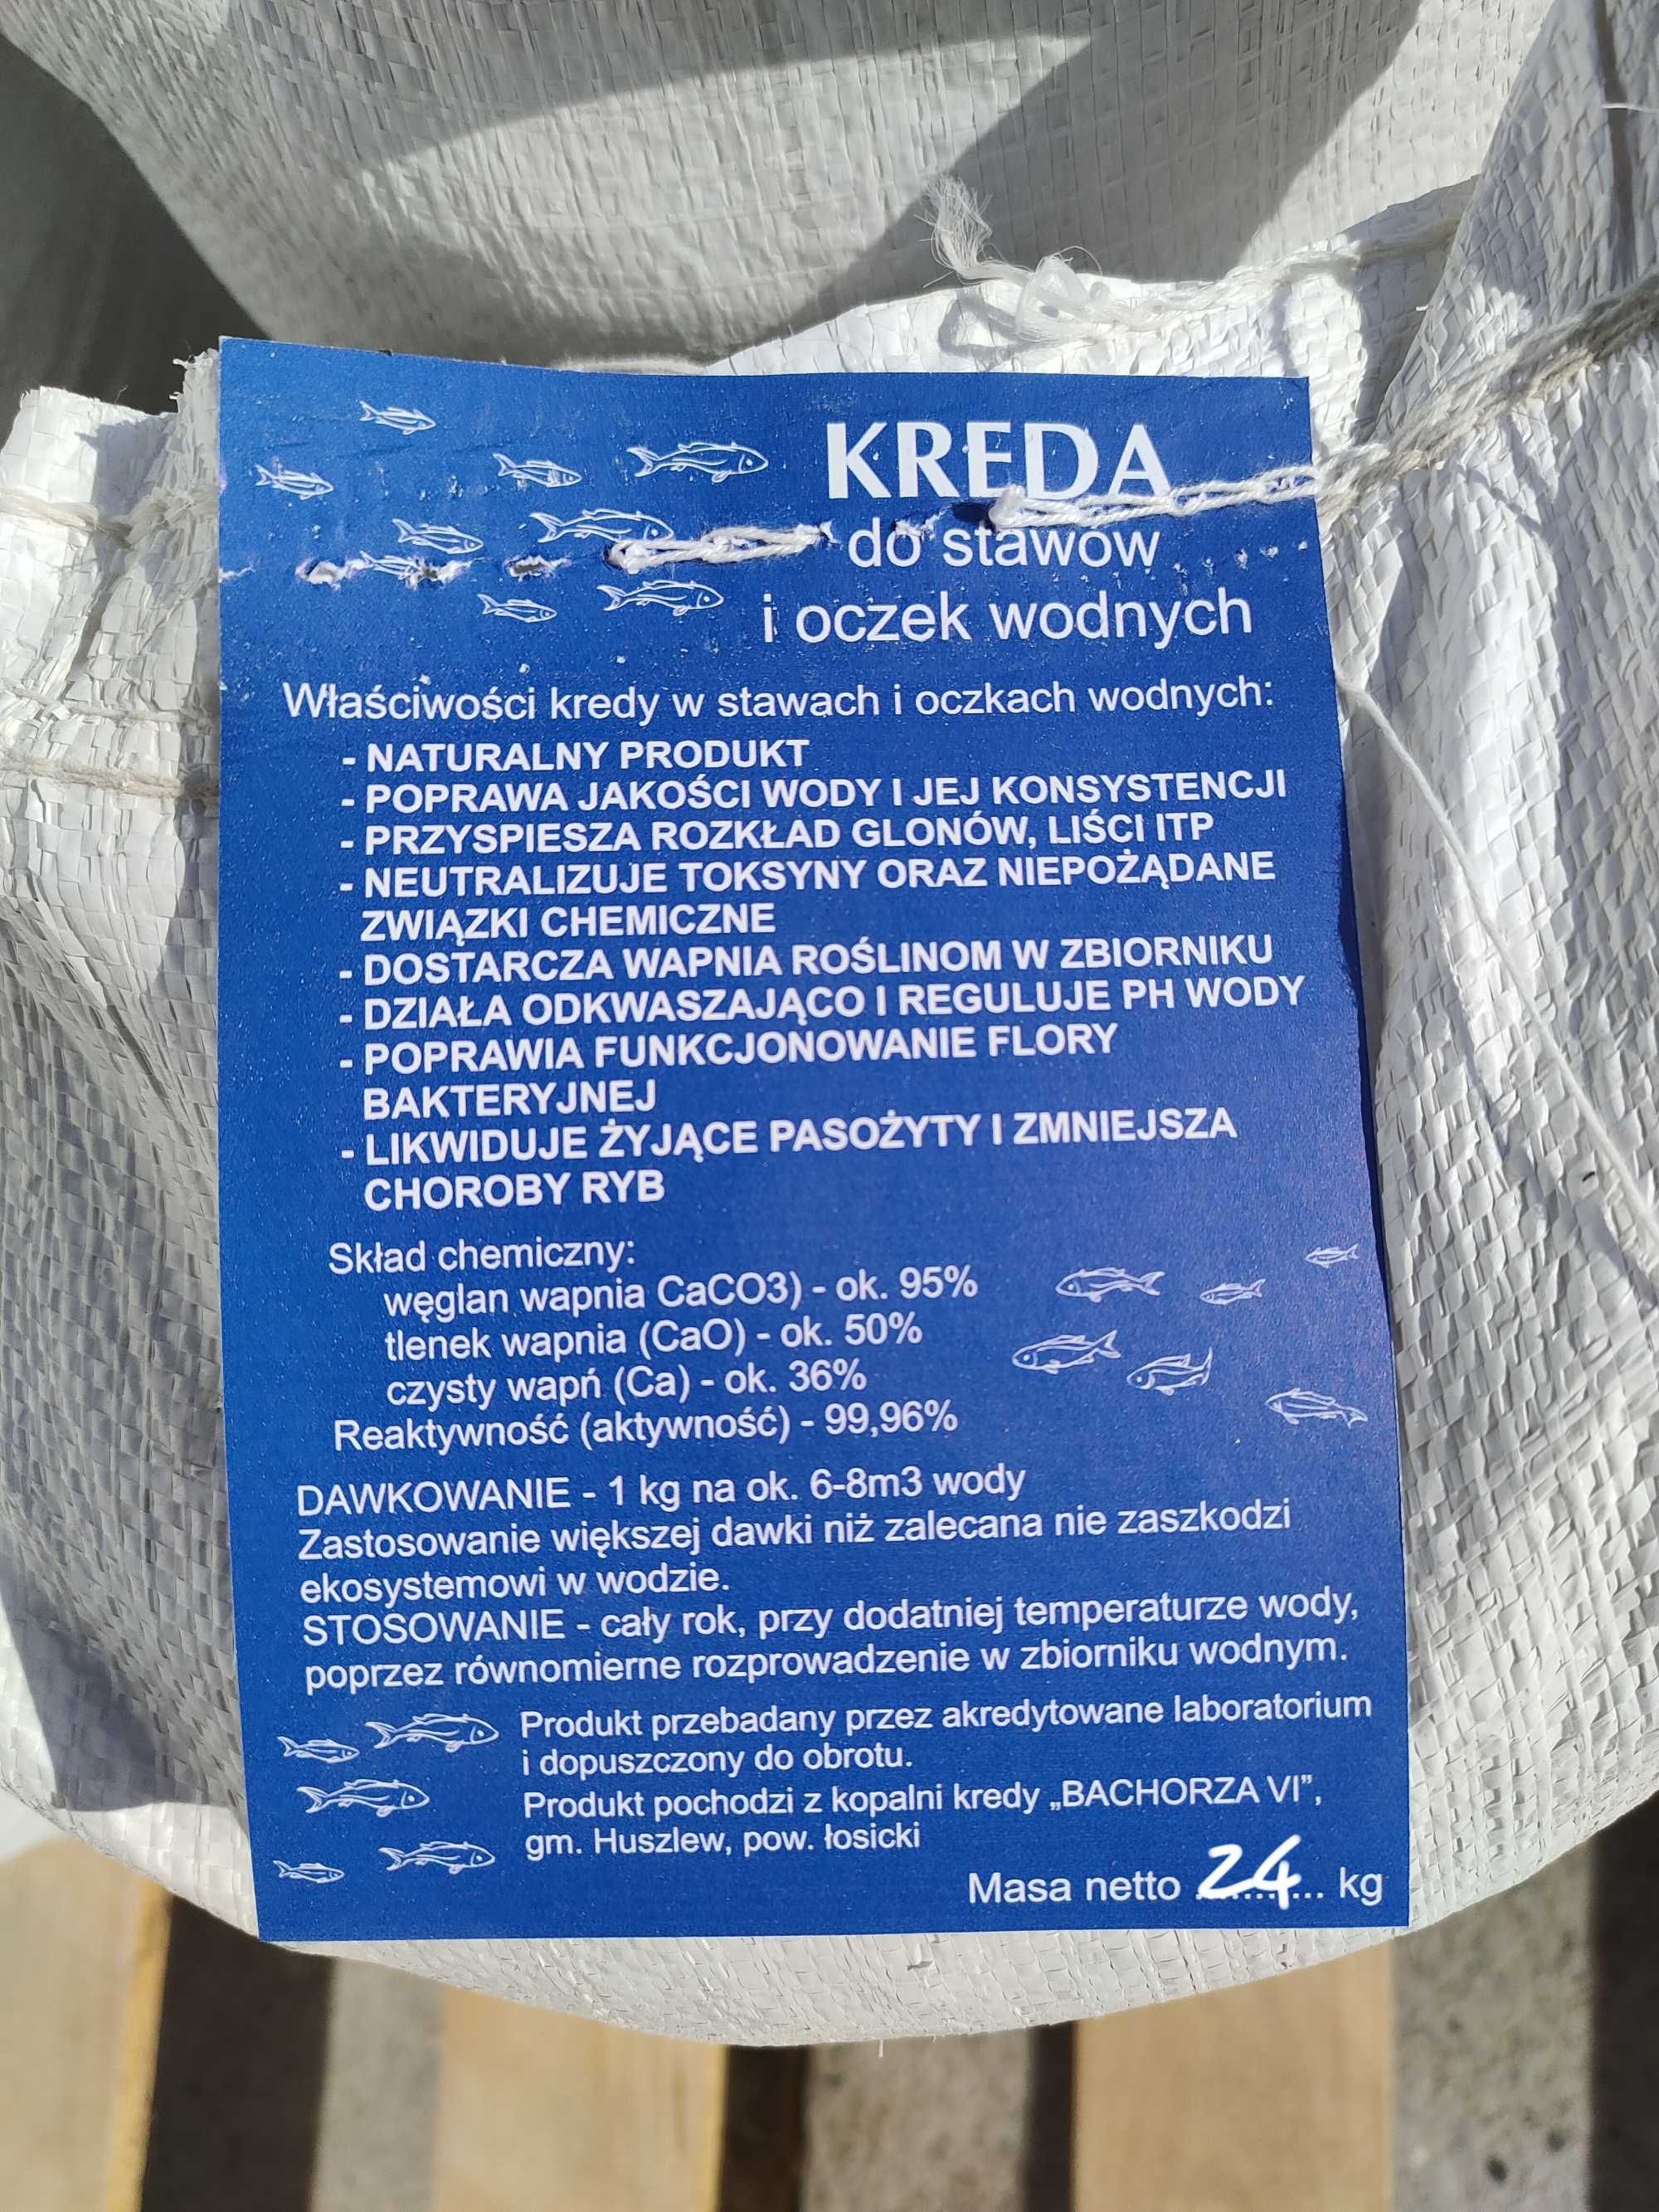 KREDA
do stawów
i oczek wodnych
Właściwości kredy w stawach i oczkach wodnych:
- NATURALNY PRODUKT
- POPRAWA JAKOŚCI WODY I JEJ KONSYSTENCJI
- PRZYSPIESZA ROZKŁAD GLONÓW, LIŚCI ITP
- NEUTRALIZUJE TOKSYNY ORAZ NIEPOŻĄDANE
ZWIĄZKI CHEMICZNE
- DOSTARCZA WAPNIA ROŚLINOM W ZBIORNIKU
- DZIAŁA ODKWASZAJĄCO I REGULUJE PH WODY
- POPRAWIA FUNKCJONOWANIE FLORY
BAKTERYJNEJ
- LIKWIDUJE ŻYJĄCE PASOŻYTY I ZMNIEJSZA
CHOROBY RYB
Skład chemiczny:
węglan wapnia CaCO3) - ok. 95%
tlenek wapnia (CaO) - ok. 50%
czysty wapń (Ca) - ok. 36%
Reaktywność (aktywność) - 99,96%
DAWKOWANIE - 1 kg na ok. 6-8m3 wody
Zastosowanie większej dawki niż zalecana nie zaszkodzi
ekosystemowi w wodzie.
STOSOWANIE - cały rok, przy dodatniej temperaturze wody,
poprzez równomierne rozprowadzenie w zbiorniku wodnym.
Produkt przebadany przez akredytowane laboratorium
i dopuszczony do obrotu.
Produkt pochodzi z kopalni kredy „BACHORZA VI”,
gm. Huszlew, pow. łosicki
Masa netto 24 kg